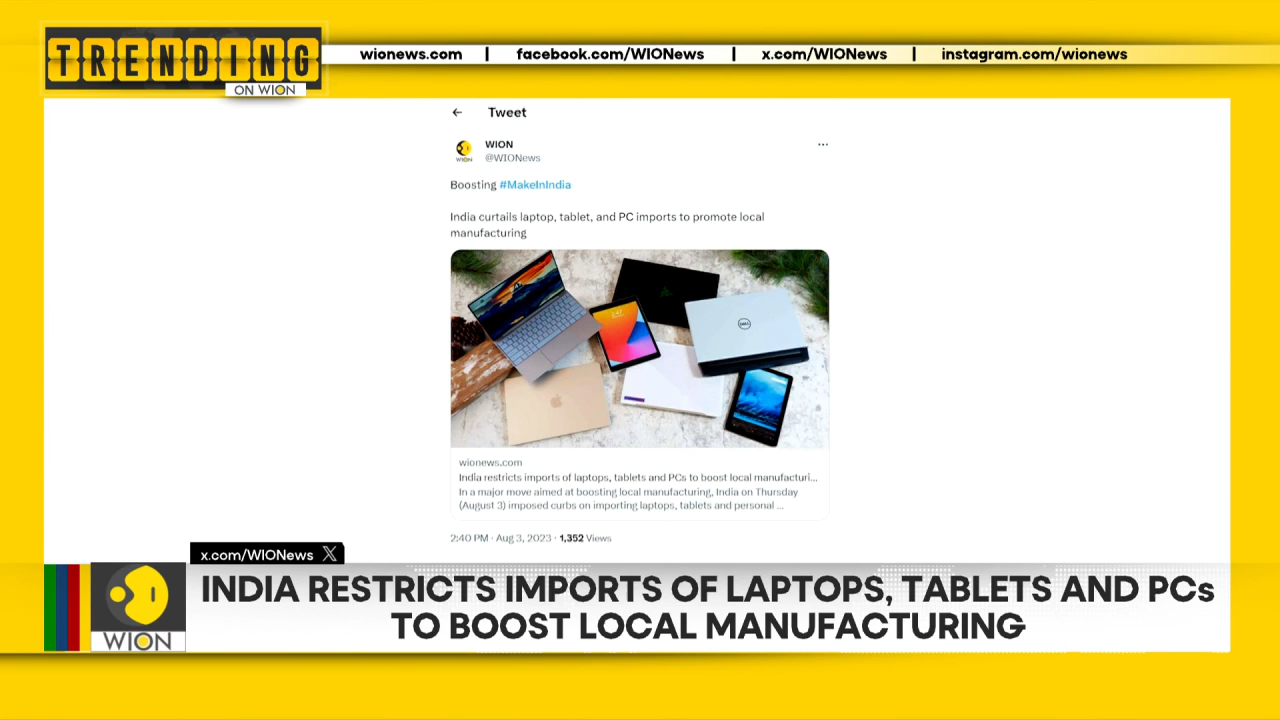 TRENDING
ON WION
wionews.com | facebook.com/WIONews | x.com/WIONews | instagram.com/wionews
← Tweet
WION
@WIONews
...
WION
Boosting #MakeInIndia
India curtails laptop, tablet, and PC imports to promote local
manufacturing
DELL
wionews.com
India restricts imports of laptops, tablets and PCs to boost local manufacturi...
In a major move aimed at boosting local manufacturing, India on Thursday
(August 3) imposed curbs on importing laptops, tablets and personal ...
2:40 PM · Aug 3, 2023 · 1,352 Views
x.com/WIONews X
INDIA RESTRICTS IMPORTS OF LAPTOPS, TABLETS AND PCs
TO BOOST LOCAL MANUFACTURING
WION